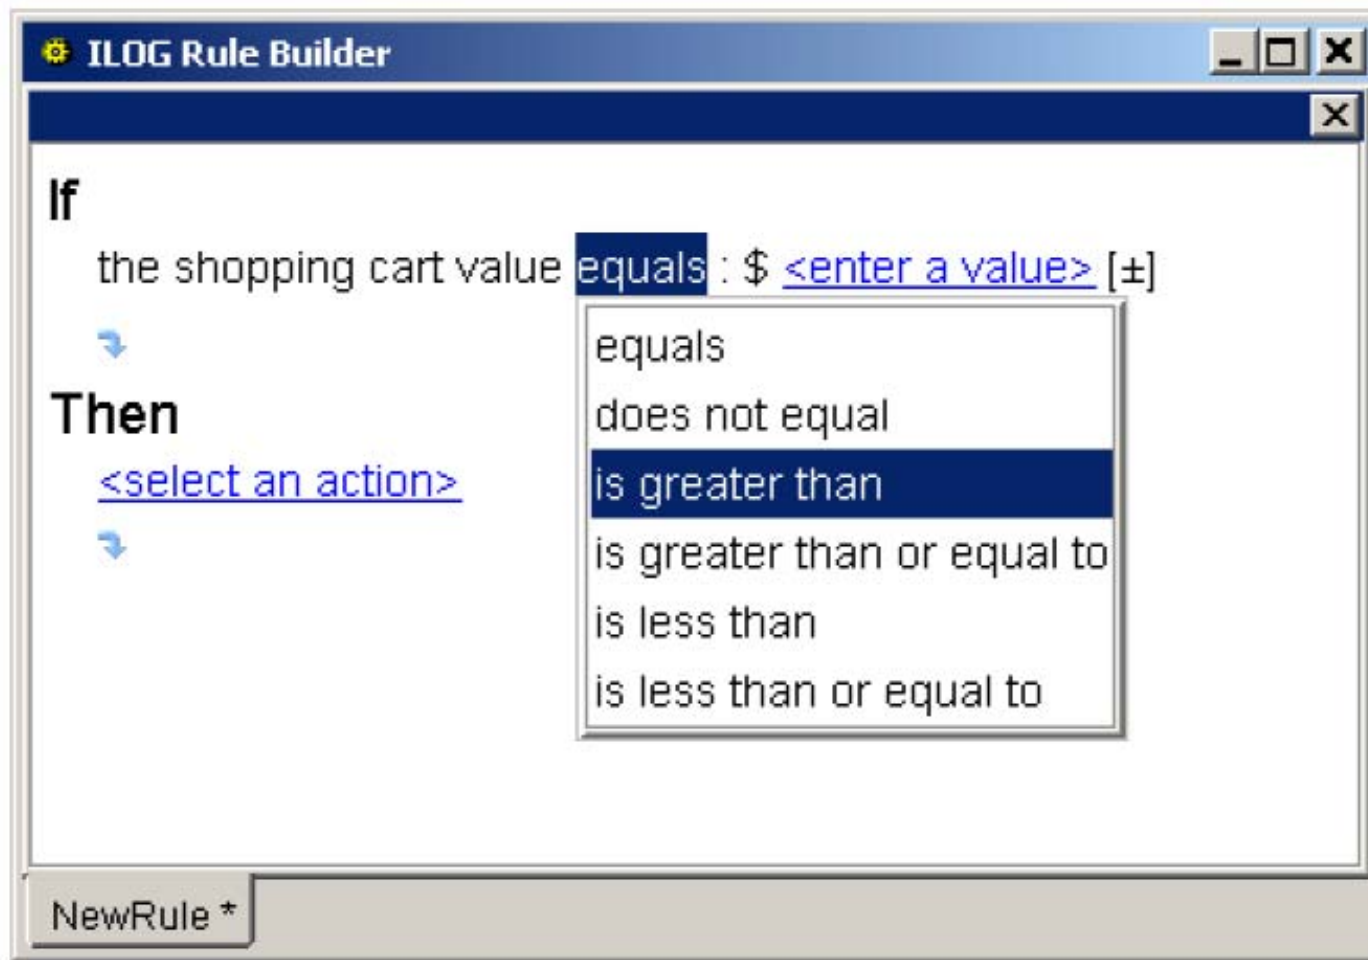 ILOG Rule Builder
If
the shopping cart value equals : $ <enter a value> [±]
equals
does not equal
Then
<select an action>
is greater than
is greater than or equal to
is less than
is less than or equal to
NewRule *